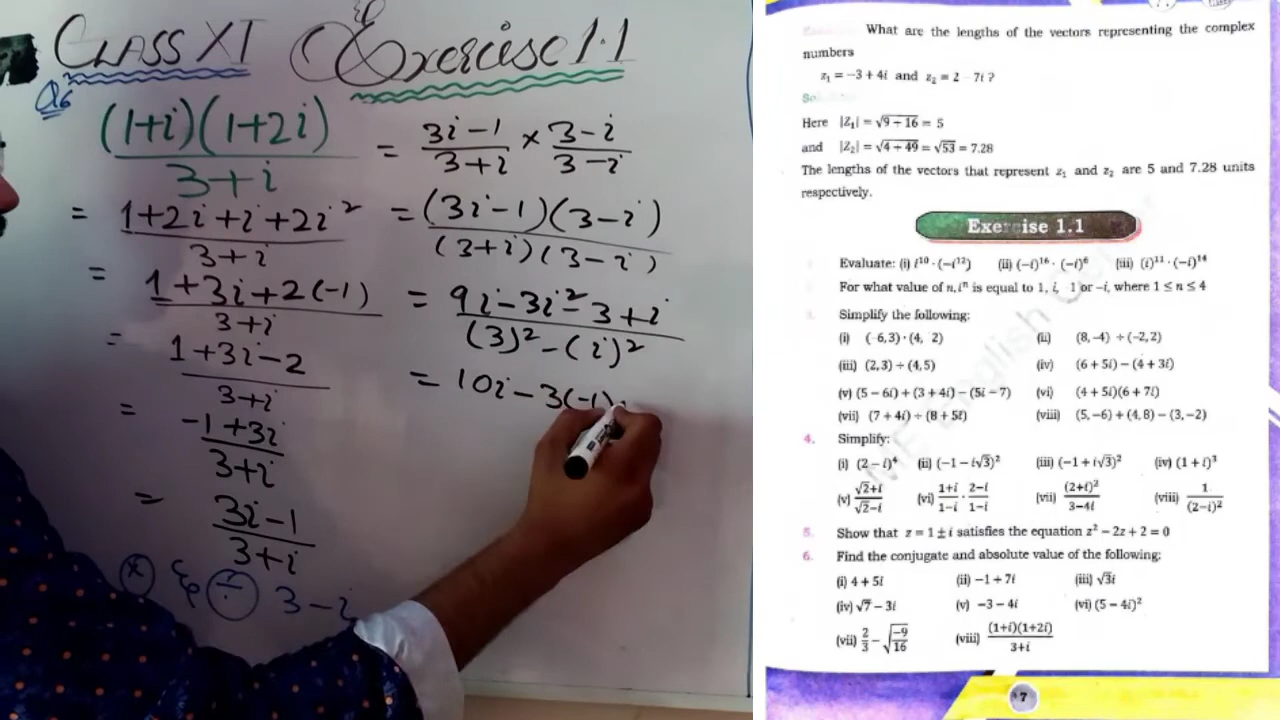 CLASS XI Exercise 1.1
Q6
(1+i)(1+2i)
3+i
= 1+2i+i+2i²
3+i
= 1+3i+2(-1)
3+i
= 1+3i-2
3+i
= -1+3i
3+i
= 3i-1
3+i
× & ÷ 3-i
= 3i-1 × 3-i
3+i 3-i
= (3i-1)(3-i)
(3+i)(3-i)
= 9i-3i²-3+i
(3)²-(i)²
= 10i-3(-1)
What are the lengths of the vectors representing the complex
numbers
z₁ = −3 + 4i and z₂ = 2 7i ?
Here |Z₁| = √9 + 16 = 5
and |Z₂| = √4 + 49 = √53 = 7.28
The lengths of the vectors that represent z₁ and z₂ are 5 and 7.28 units
respectively.
Exercise 1.1
Evaluate: (i) i¹⁰ · (−i¹²) (ii) (−i)¹⁶ · (−i)⁶ (iii) (i)¹¹ · (−i)¹⁴
For what value of n, iⁿ is equal to 1, i, 1 or −i, where 1 ≤ n ≤ 4
Simplify the following:
(i) (6,3) · (4, 2) (ii) (8,−4) ÷ (−2,2)
(iii) (2,3) ÷ (4,5) (iv) (6 + 5i) − (4 + 3i)
(v) (5 − 6i) + (3 + 4i) − (5i − 7) (vi) (4 + 5i)(6 + 7i)
(vii) (7 + 4i) ÷ (8 + 5i) (viii) (5,−6) + (4,8) − (3,−2)
4. Simplify:
(i) (2 − i)⁴ (ii) (−1 − i√3)² (iii) (−1 + i√3)² (iv) (1 + i)³
(v) √2+i (vi) 1+i · 2−i (vii) (2+i)² (viii) 1
√2−i 1−i 1−i 3−4i (2−i)²
5. Show that z = 1 ± i satisfies the equation z² − 2z + 2 = 0
6. Find the conjugate and absolute value of the following:
(i) 4 + 5i (ii) −1 + 7i (iii) √3i
(iv) √7 − 3i (v) −3 − 4i (vi) (5 − 4i)²
(vii) 2/3 − √−9/16 (viii) (1+i)(1+2i)
3+i
7